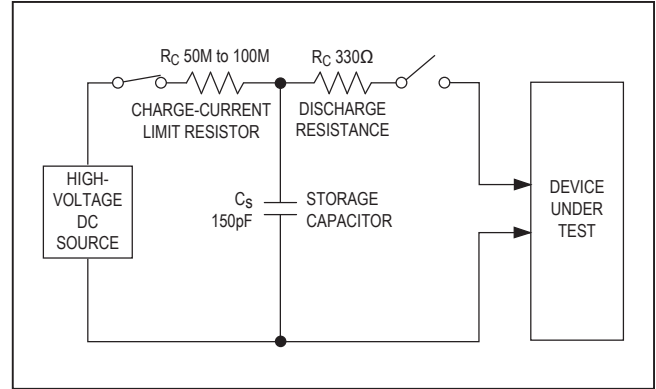 RC 50M to 100M
RC 330Ω
CHARGE-CURRENT
LIMIT RESISTOR
DISCHARGE
RESISTANCE
HIGH-
VOLTAGE
DC
SOURCE
Cs
150pF
STORAGE
CAPACITOR
DEVICE
UNDER
TEST